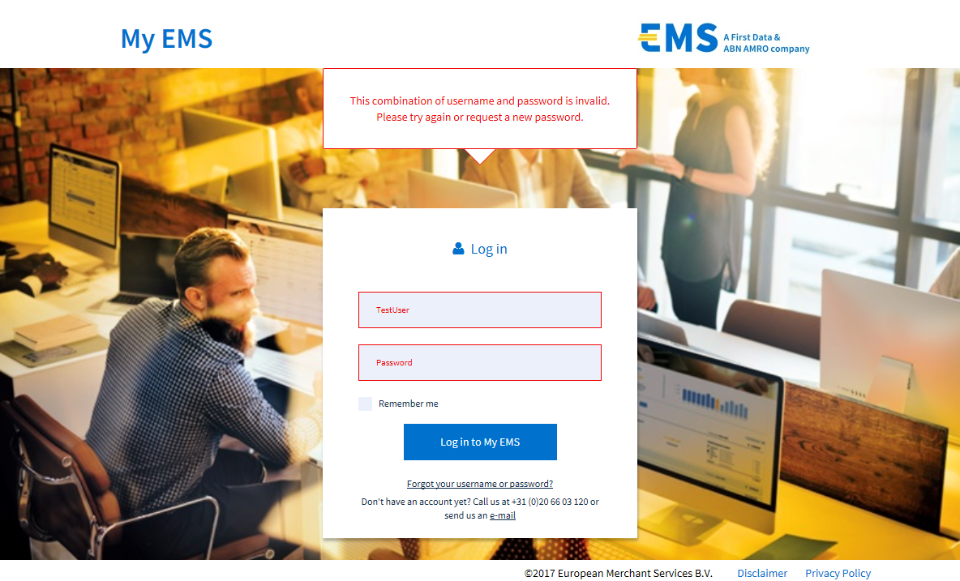 My EMS
EMS A First Data &
ABN AMRO company
This combination of username and password is invalid.
Please try again or request a new password.
Log in
TestUser
Password
Remember me
Log in to My EMS
Forgot your username or password?
Don't have an account yet? Call us at +31 (0)20 66 03 120 or
send us an e-mail
©2017 European Merchant Services B.V. Disclaimer Privacy Policy